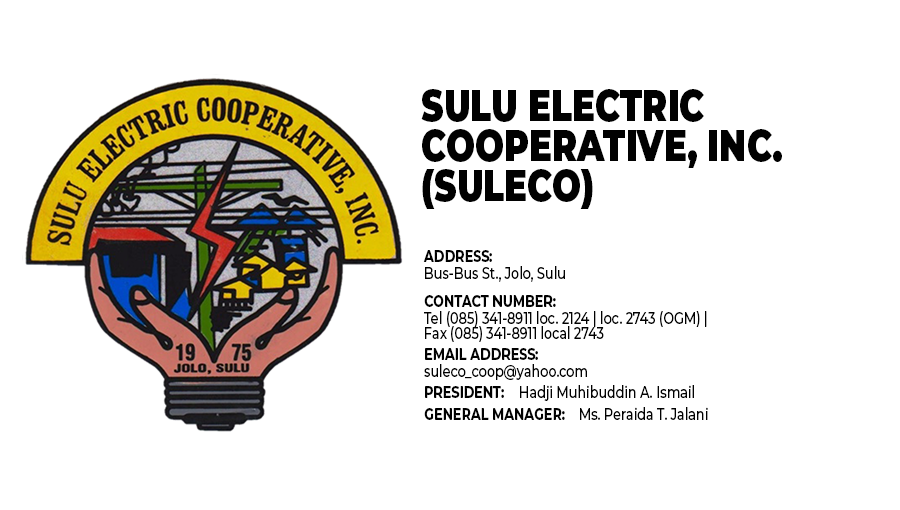 SULU ELECTRIC COOPERATIVE, INC.
19 75
JOLO, SULU
SULU ELECTRIC
COOPERATIVE, INC.
(SULECO)
ADDRESS:
Bus-Bus St., Jolo, Sulu
CONTACT NUMBER:
Tel (085) 341-8911 loc. 2124 | loc. 2743 (OGM) |
Fax (085) 341-8911 local 2743
EMAIL ADDRESS:
suleco_coop@yahoo.com
PRESIDENT: Hadji Muhibuddin A. Ismail
GENERAL MANAGER: Ms. Peraida T. Jalani